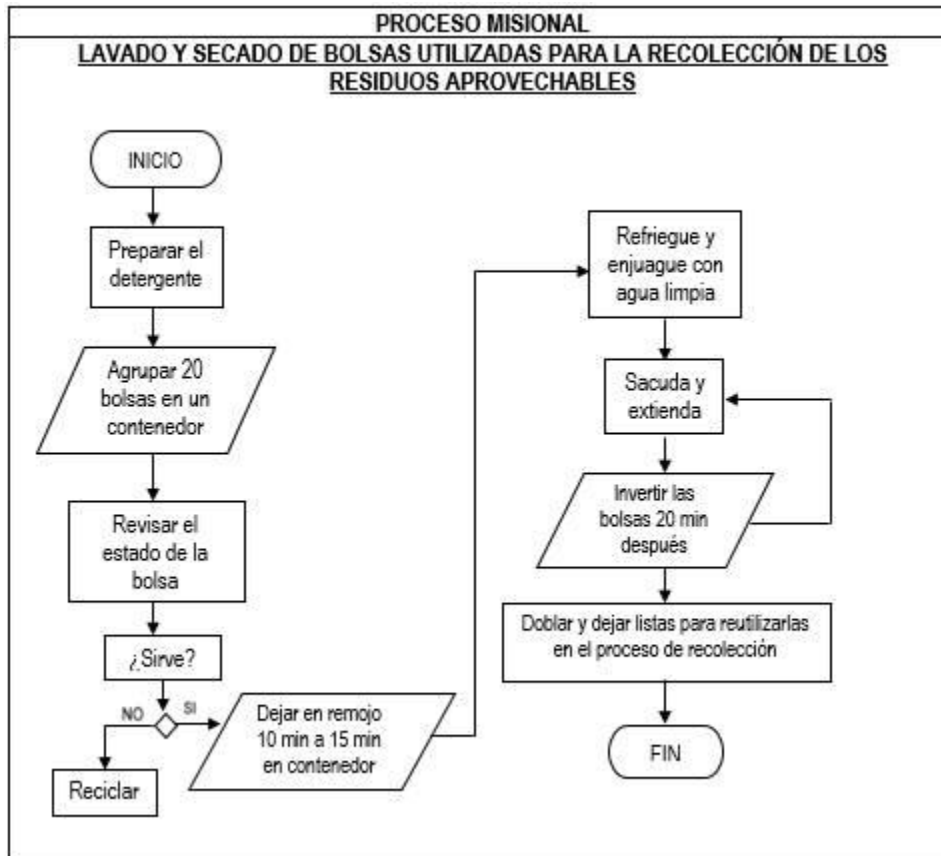 PROCESO MISIONAL
LAVADO Y SECADO DE BOLSAS UTILIZADAS PARA LA RECOLECCIÓN DE LOS
RESIDUOS APROVECHABLES
INICIO
Preparar el
detergente
Agrupar 20
bolsas en un
contenedor
Revisar el
estado de la
bolsa
¿Sirve?
NO
SI
Reciclar
Dejar en remojo
10 min a 15 min
en contenedor
Refriegue y
enjuague con
agua limpia
Sacuda y
extienda
Invertir las
bolsas 20 min
después
Doblar y dejar listas para reutilizarlas
en el proceso de recolección
FIN